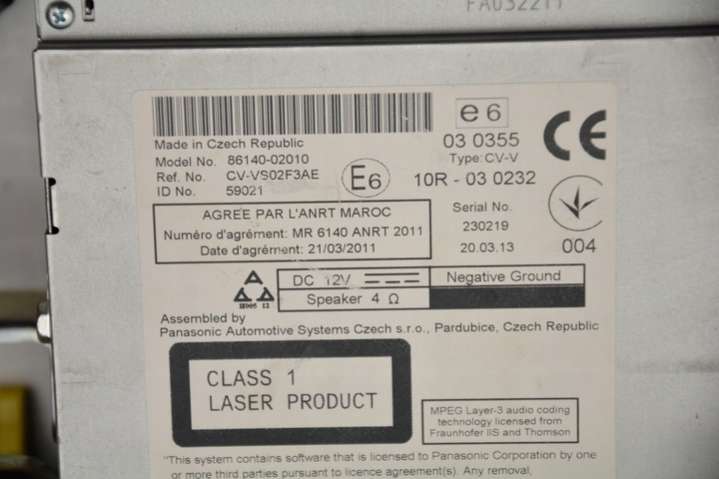 FA032211
e6
Made in Czech Republic
030355
CE
Model No. 86140-02010
Type: CV-V
Ref. No. CV-VS02F3AE
E6
10R - 03 0232
ID No. 59021
AGREE PAR L'ANRT MAROC
Numéro d'agrément: MR 6140 ANRT 2011
Date d'agrément: 21/03/2011
Serial No.
230219
20.03.13
004
DC 12V
Negative Ground
Speaker 4 Ω
Assembled by
Panasonic Automotive Systems Czech s.r.o., Pardubice, Czech Republic
CLASS 1
LASER PRODUCT
MPEG Layer-3 audio coding
technology licensed from
Fraunhofer IIS and Thomson
"This system contains software that is licensed to Panasonic Corporation by one
or more third parties pursuant to licence agreement(s). Any removal,